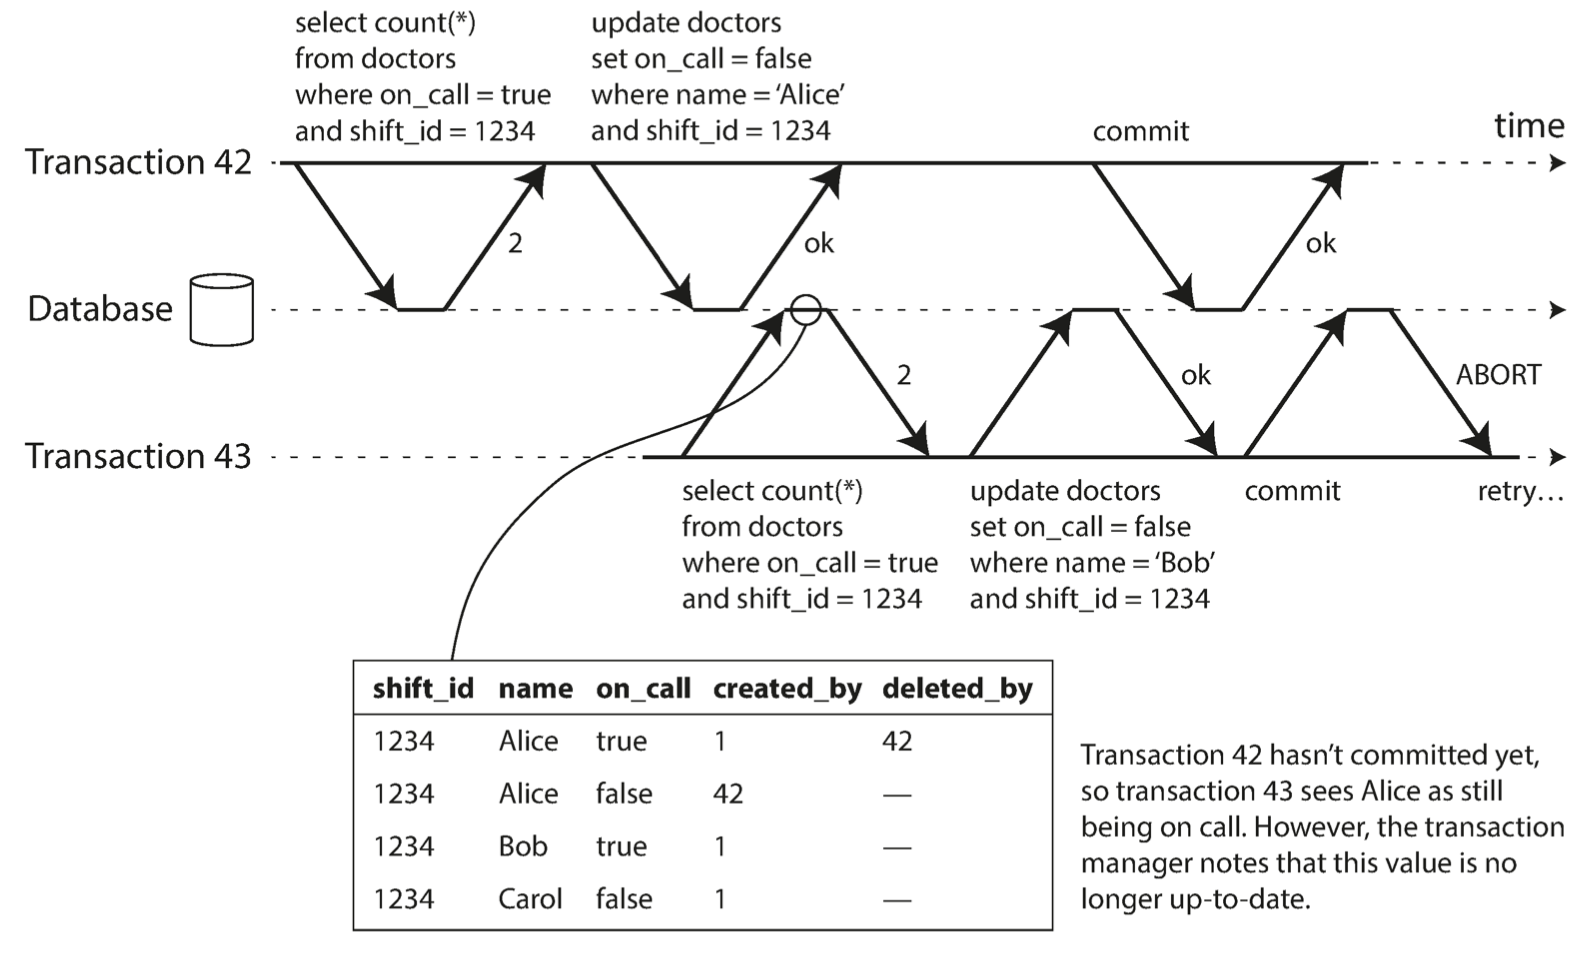 select count(*)
from doctors
where on_call = true
and shift_id = 1234
update doctors
set on_call = false
where name = ‘Alice’
and shift_id = 1234
commit
time
Transaction 42
2
ok
ok
Database
2
ok
ABORT
Transaction 43
select count(*)
from doctors
where on_call = true
and shift_id = 1234
update doctors
set on_call = false
where name = ‘Bob’
and shift_id = 1234
commit
retry…
shift_id name on_call created_by deleted_by
1234 Alice true 1 42
1234 Alice false 42 —
1234 Bob true 1 —
1234 Carol false 1 —
Transaction 42 hasn’t committed yet,
so transaction 43 sees Alice as still
being on call. However, the transaction
manager notes that this value is no
longer up-to-date.